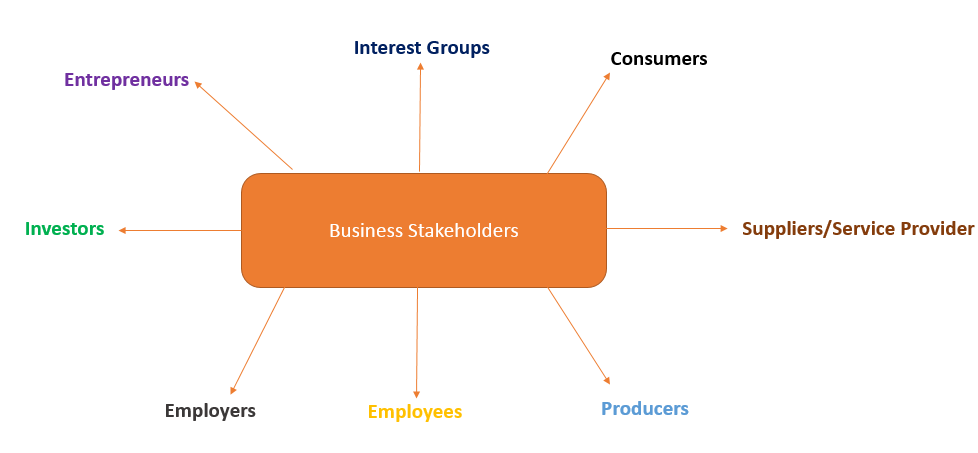 Interest Groups
Consumers
Entrepreneurs
Investors
Business Stakeholders
Suppliers/Service Provider
Employers
Employees
Producers